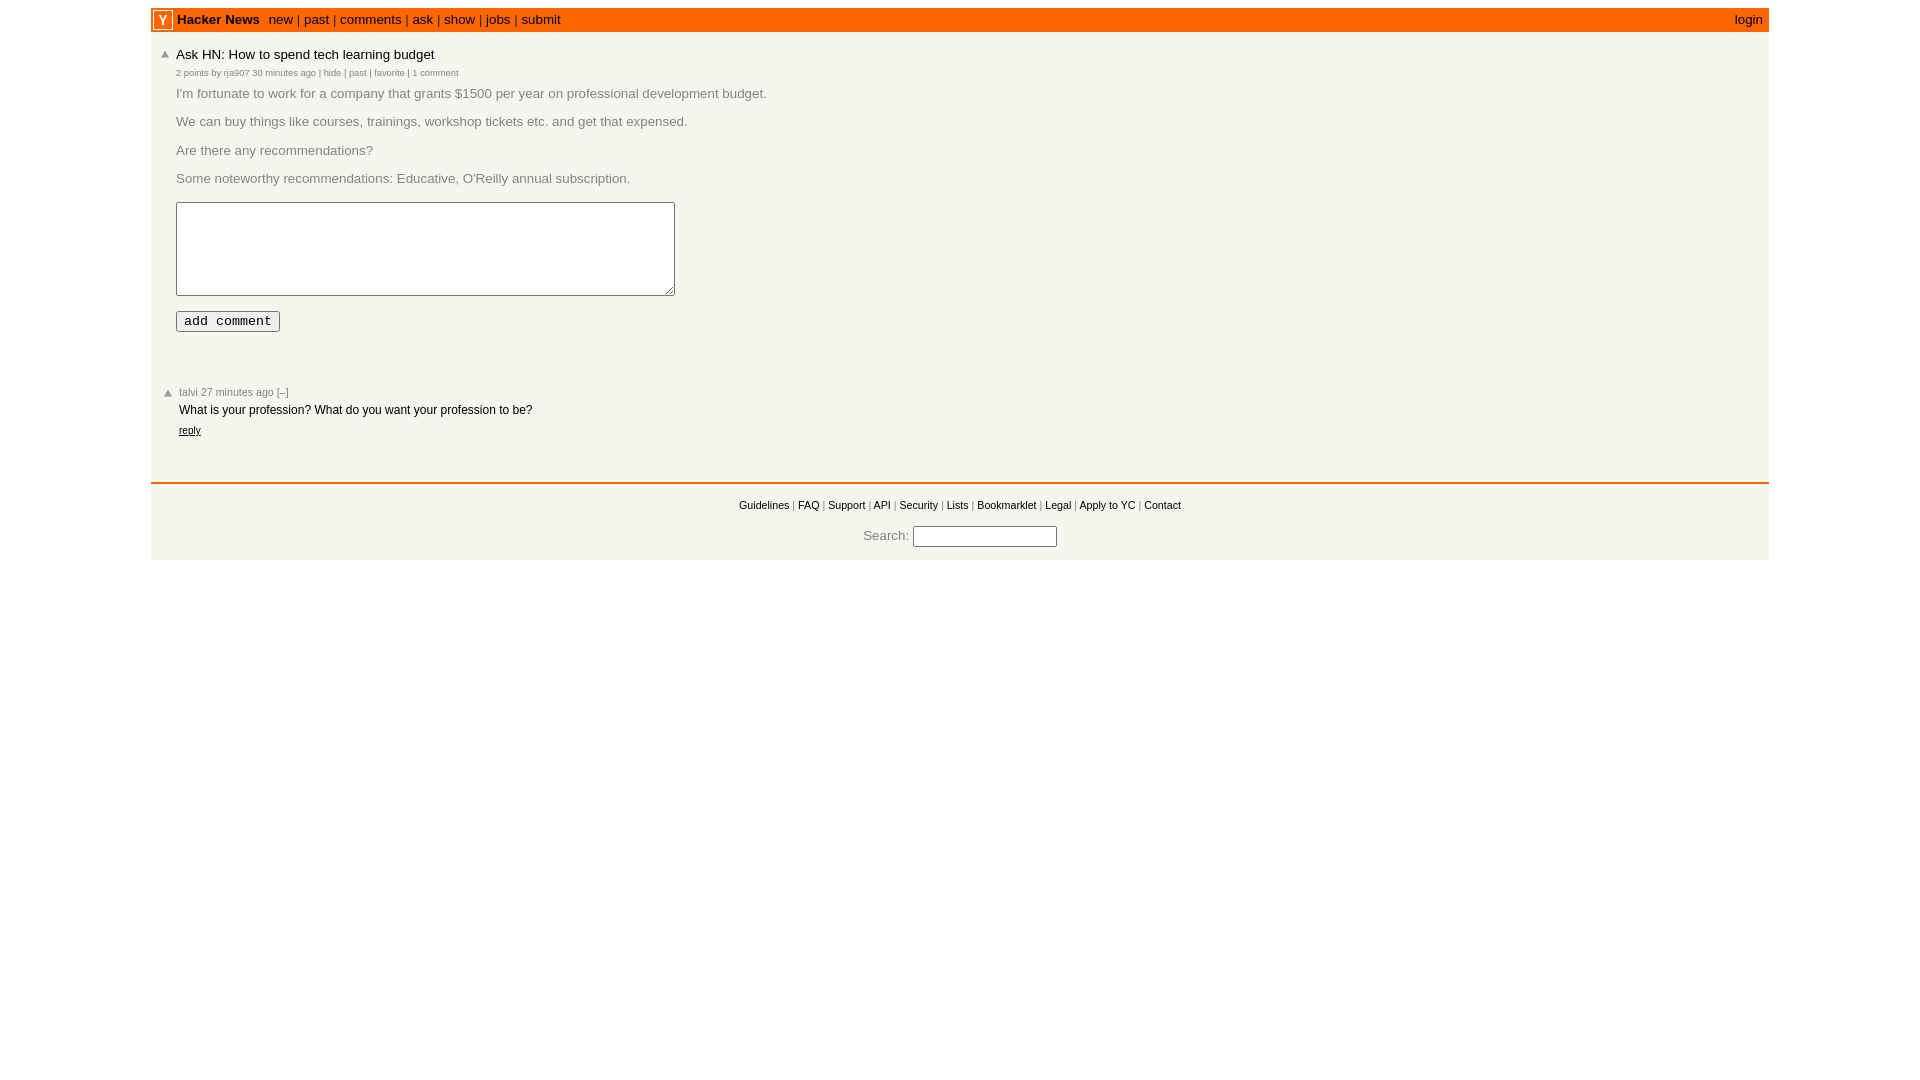 Y Hacker News new | past | comments | ask | show | jobs | submit login
Ask HN: How to spend tech learning budget
2 points by rja907 30 minutes ago | hide | past | favorite | 1 comment
I'm fortunate to work for a company that grants $1500 per year on professional development budget.
We can buy things like courses, trainings, workshop tickets etc. and get that expensed.
Are there any recommendations?
Some noteworthy recommendations: Educative, O'Reilly annual subscription.
add comment
talvi 27 minutes ago [–]
What is your profession? What do you want your profession to be?
reply
Guidelines | FAQ | Support | API | Security | Lists | Bookmarklet | Legal | Apply to YC | Contact
Search: